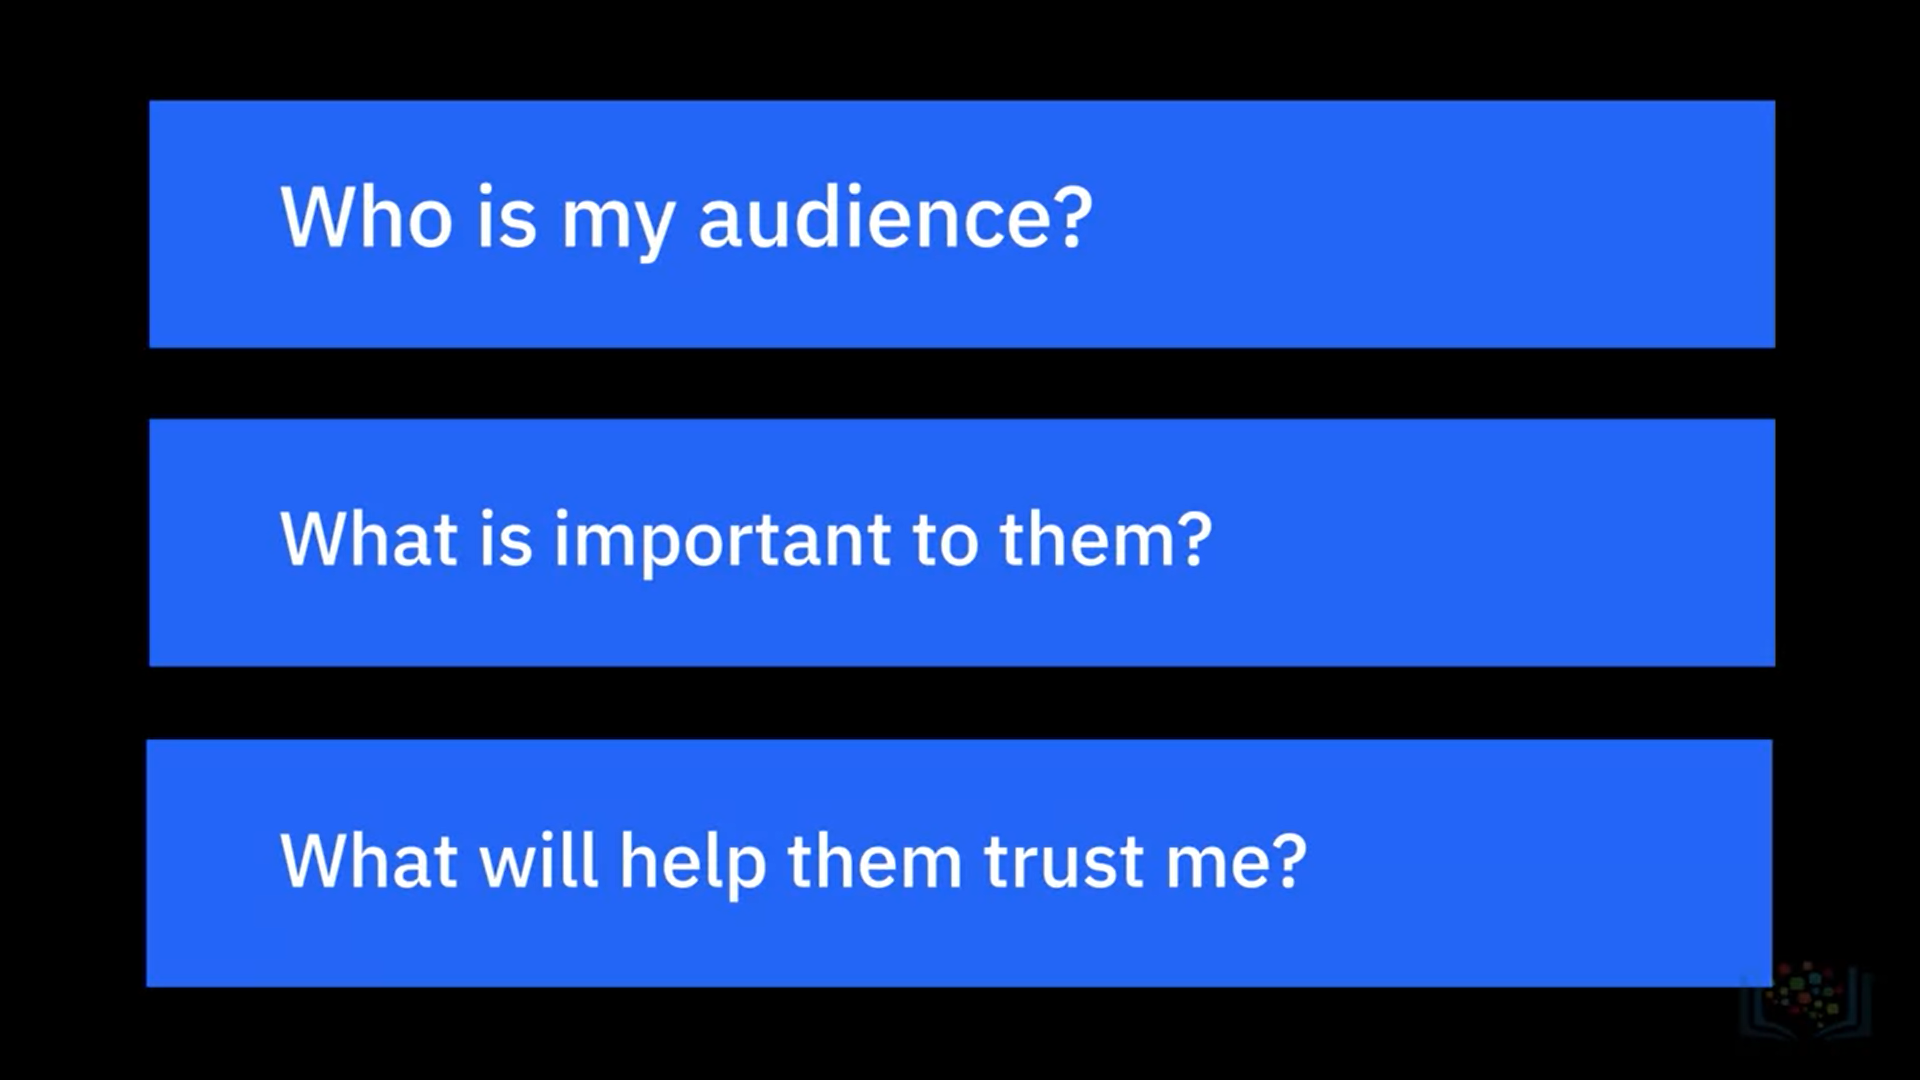 Who is my audience?
What is important to them?
What will help them trust me?